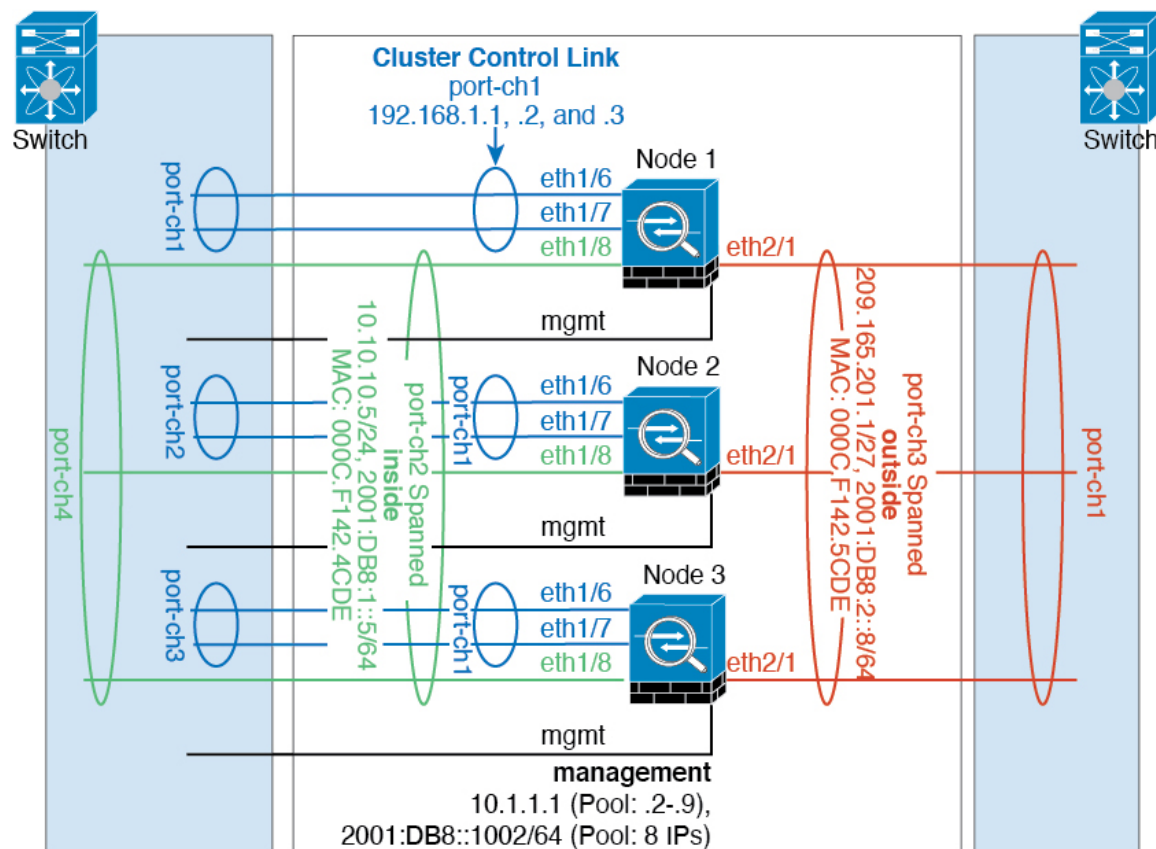 Switch
Switch
Cluster Control Link
port-ch1
192.168.1.1, .2, and .3
Node 1
port-ch1
eth1/6
eth1/7
eth1/8
eth2/1
mgmt
Node 2
port-ch2
port-ch1
eth1/6
eth1/7
eth1/8
eth2/1
mgmt
Node 3
port-ch3
port-ch1
eth1/6
eth1/7
eth1/8
eth2/1
mgmt
port-ch4
port-ch2 Spanned
inside
10.10.10.5/24, 2001:DB8:1::5/64
MAC: 000C.F142.4CDE
port-ch3 Spanned
outside
209.165.201.1/27, 2001:DB8:2::8/64
MAC: 000C.F142.5CDE
port-ch1
management
10.1.1.1 (Pool: .2-.9),
2001:DB8::1002/64 (Pool: 8 IPs)